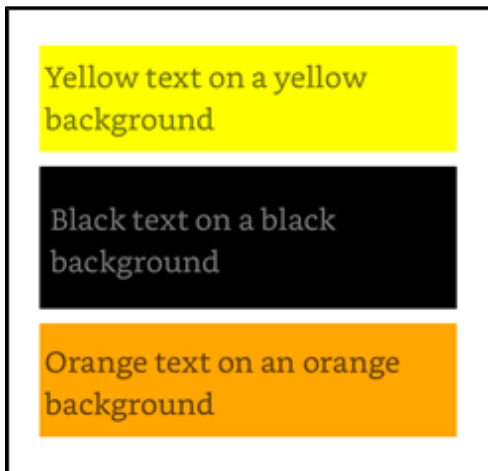 Yellow text on a yellow
background
Black text on a black
background
Orange text on an orange
background